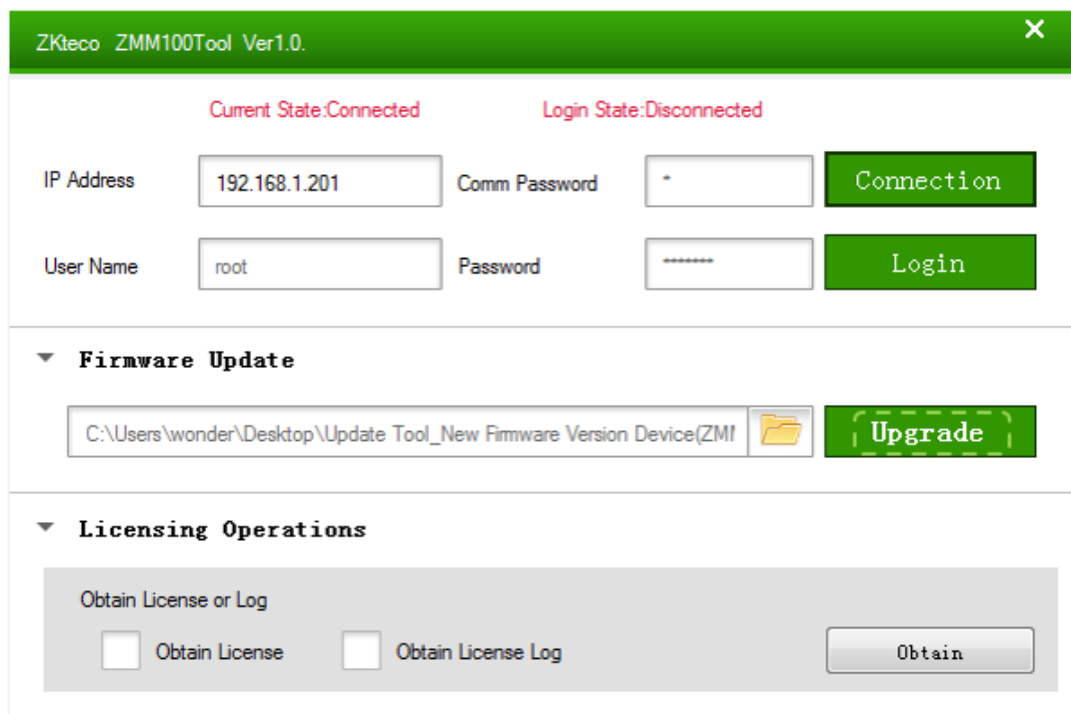 ZKteco ZMM100Tool Ver1.0.
Current State:Connected Login State:Disconnected
IP Address 192.168.1.201 Comm Password * Connection
User Name root Password ******* Login
Firmware Update
C:\Users\wonder\Desktop\Update Tool_New Firmware Version Device(ZMM Upgrade
Licensing Operations
Obtain License or Log
Obtain License Obtain License Log Obtain